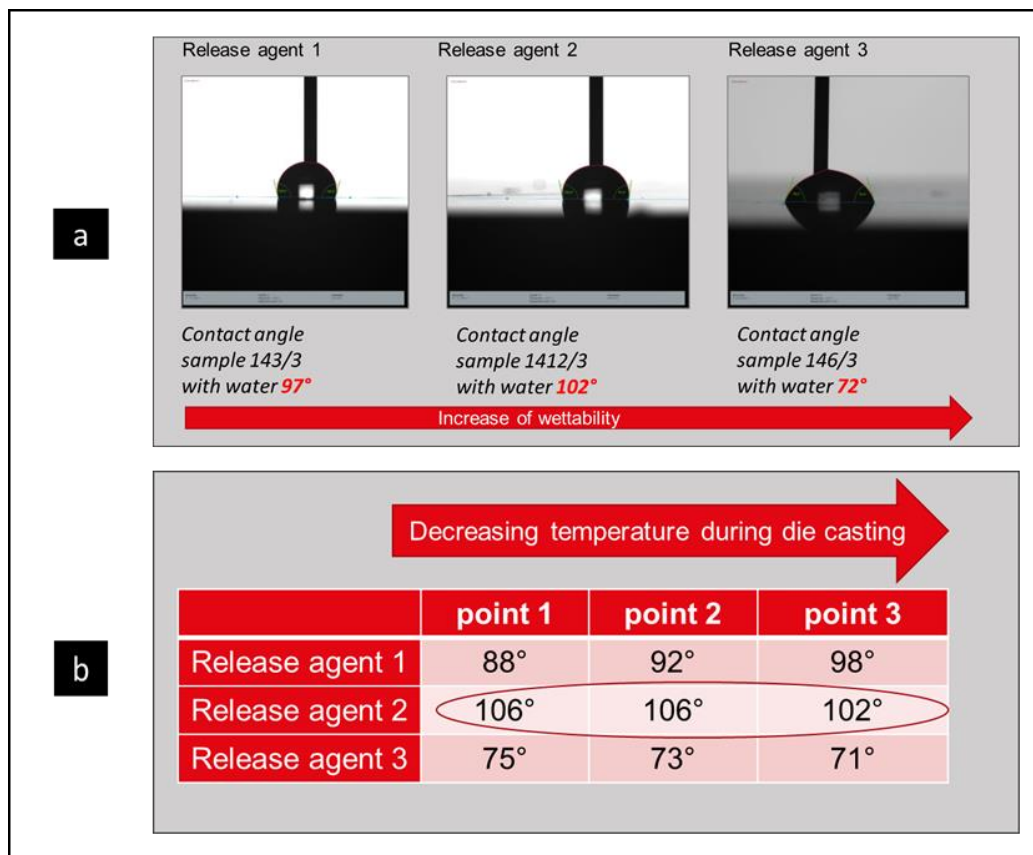 Release agent 1 Release agent 2 Release agent 3
a
Contact angle
sample 143/3
with water 97°
Contact angle
sample 1412/3
with water 102°
Contact angle
sample 146/3
with water 72°
Increase of wettability
Decreasing temperature during die casting
b
point 1 point 2 point 3
Release agent 1 88° 92° 98°
Release agent 2 106° 106° 102°
Release agent 3 75° 73° 71°